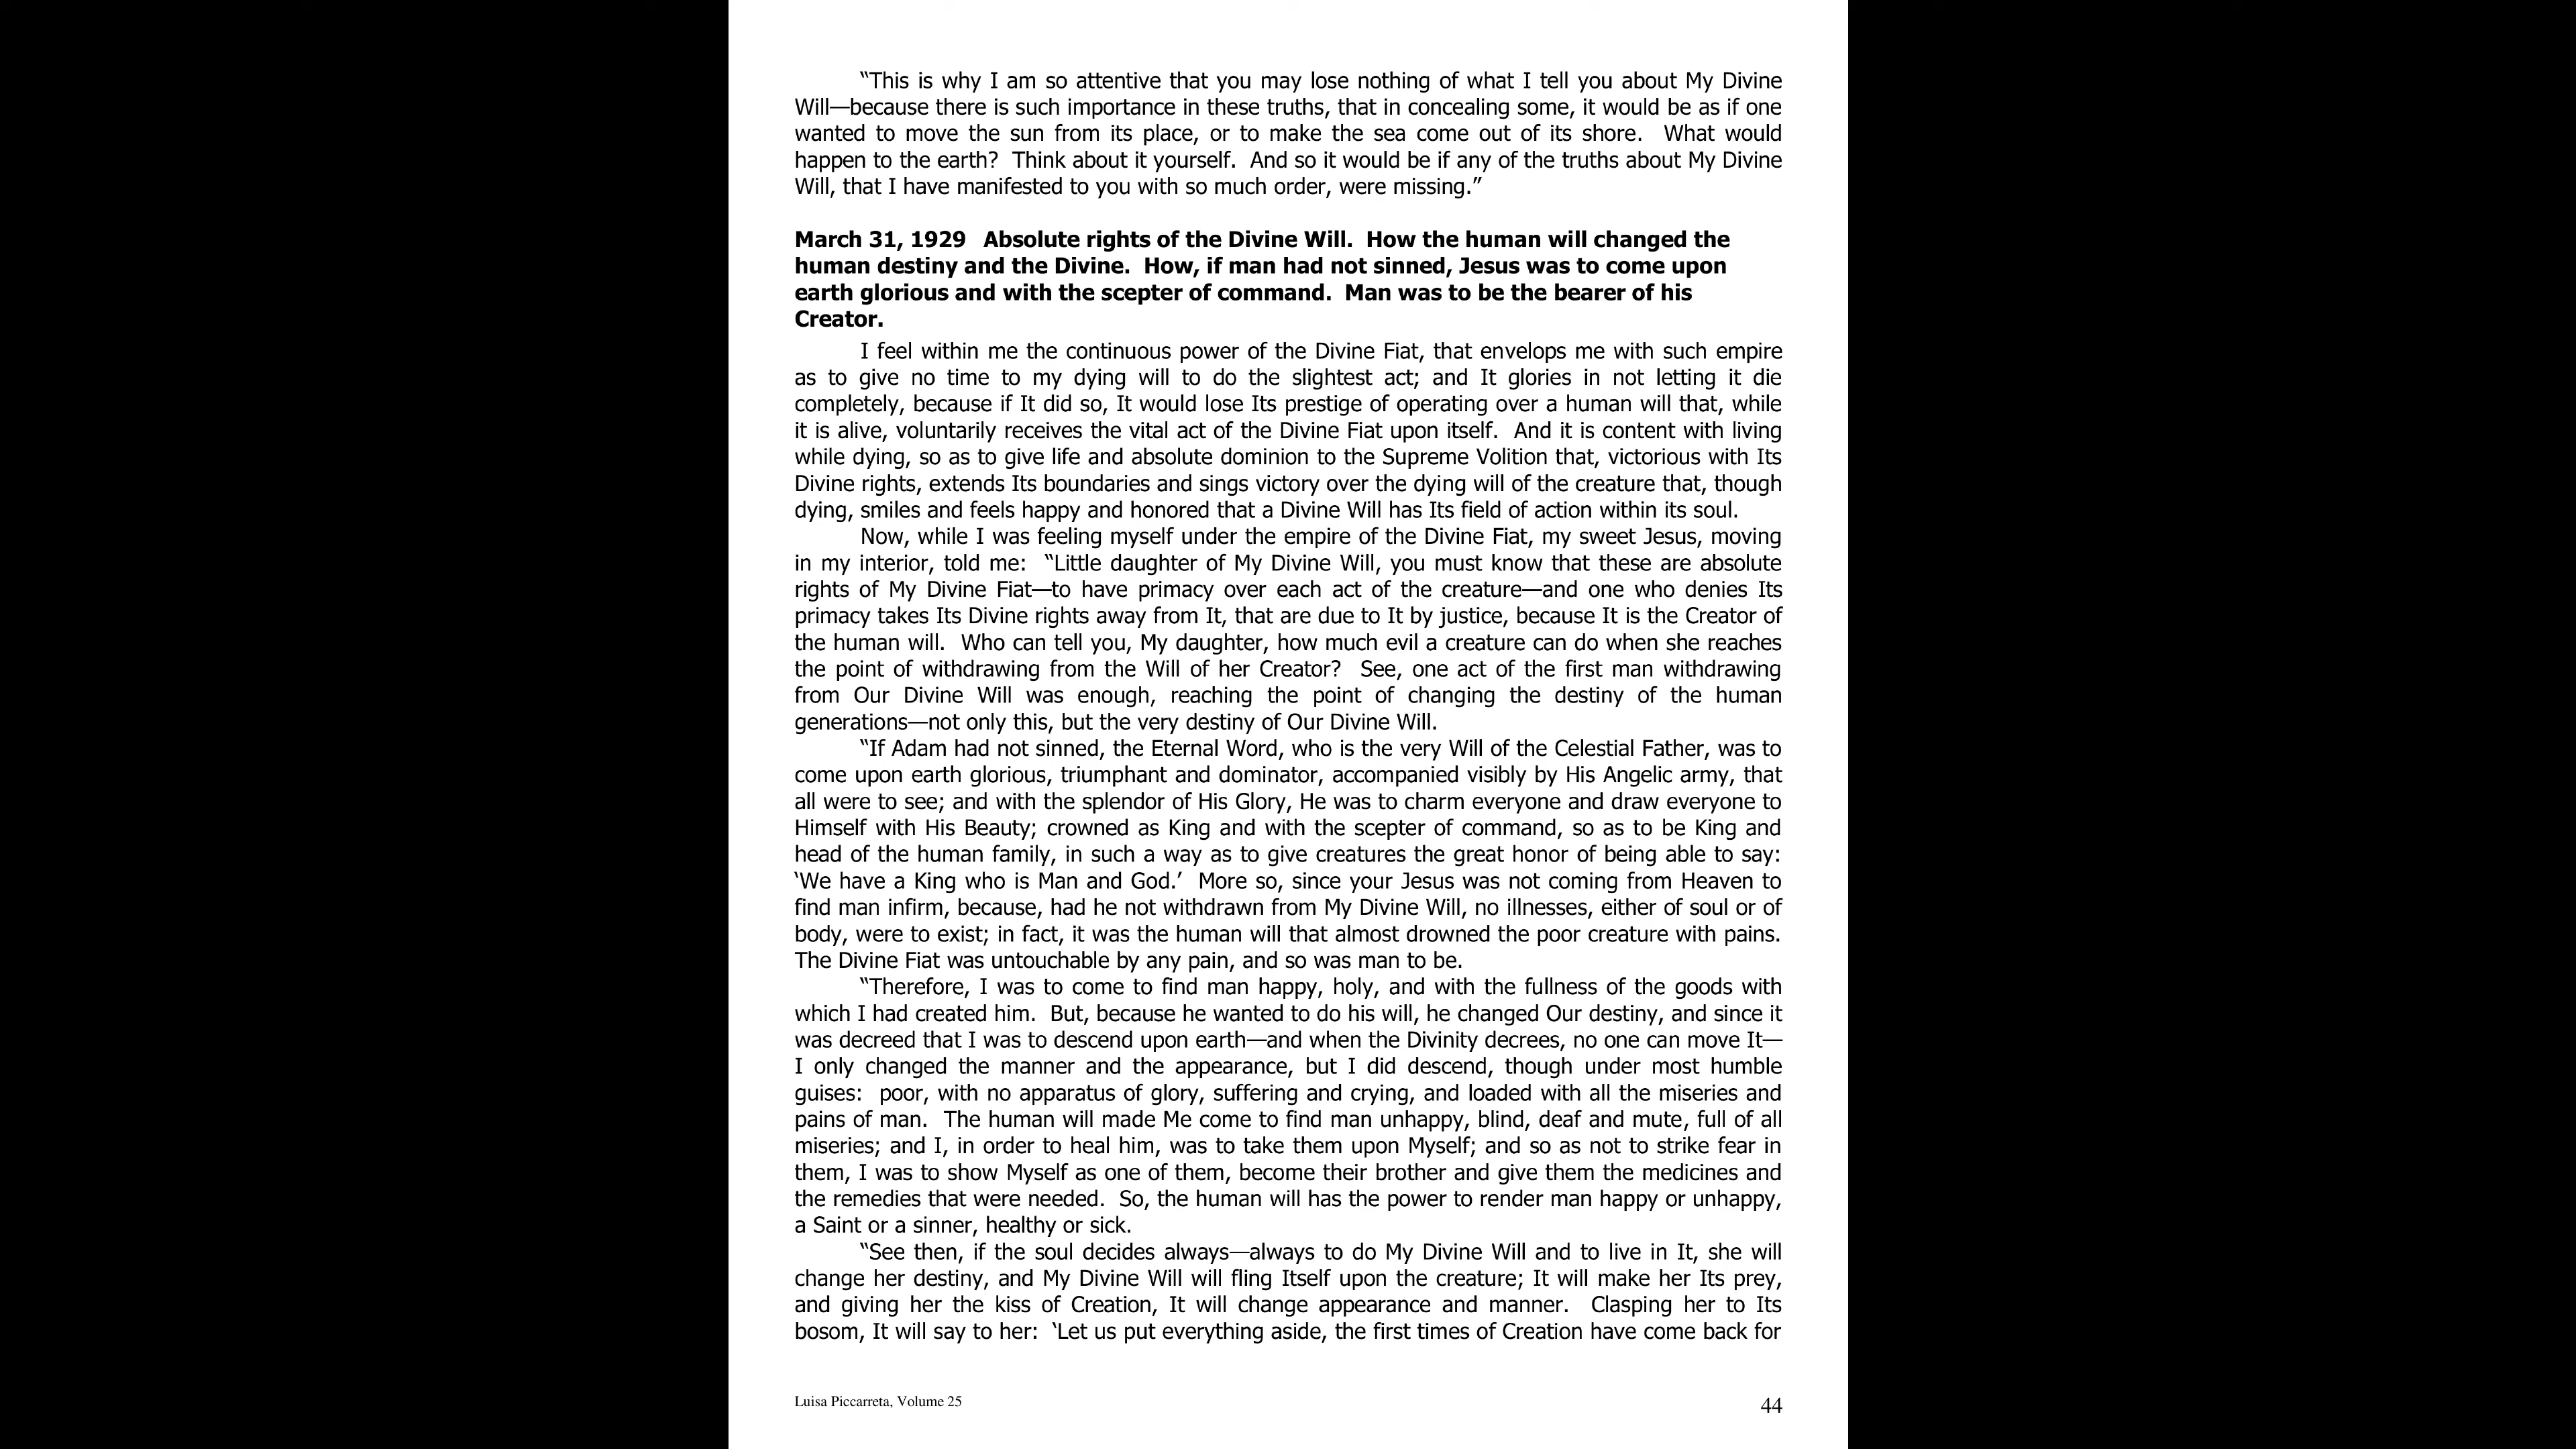 “This is why I am so attentive that you may lose nothing of what I tell you about My Divine
Will—because there is such importance in these truths, that in concealing some, it would be as if one
wanted to move the sun from its place, or to make the sea come out of its shore.  What would
happen to the earth?  Think about it yourself.  And so it would be if any of the truths about My Divine
Will, that I have manifested to you with so much order, were missing.”
March 31, 1929   Absolute rights of the Divine Will.  How the human will changed the
human destiny and the Divine.  How, if man had not sinned, Jesus was to come upon
earth glorious and with the scepter of command.  Man was to be the bearer of his
Creator.
I feel within me the continuous power of the Divine Fiat, that envelops me with such empire
as to give no time to my dying will to do the slightest act; and It glories in not letting it die
completely, because if It did so, It would lose Its prestige of operating over a human will that, while
it is alive, voluntarily receives the vital act of the Divine Fiat upon itself.  And it is content with living
while dying, so as to give life and absolute dominion to the Supreme Volition that, victorious with Its
Divine rights, extends Its boundaries and sings victory over the dying will of the creature that, though
dying, smiles and feels happy and honored that a Divine Will has Its field of action within its soul.
Now, while I was feeling myself under the empire of the Divine Fiat, my sweet Jesus, moving
in my interior, told me:  “Little daughter of My Divine Will, you must know that these are absolute
rights of My Divine Fiat—to have primacy over each act of the creature—and one who denies Its
primacy takes Its Divine rights away from It, that are due to It by justice, because It is the Creator of
the human will.  Who can tell you, My daughter, how much evil a creature can do when she reaches
the point of withdrawing from the Will of her Creator?  See, one act of the first man withdrawing
from Our Divine Will was enough, reaching the point of changing the destiny of the human
generations—not only this, but the very destiny of Our Divine Will.
“If Adam had not sinned, the Eternal Word, who is the very Will of the Celestial Father, was to
come upon earth glorious, triumphant and dominator, accompanied visibly by His Angelic army, that
all were to see; and with the splendor of His Glory, He was to charm everyone and draw everyone to
Himself with His Beauty; crowned as King and with the scepter of command, so as to be King and
head of the human family, in such a way as to give creatures the great honor of being able to say:
‘We have a King who is Man and God.’  More so, since your Jesus was not coming from Heaven to
find man infirm, because, had he not withdrawn from My Divine Will, no illnesses, either of soul or of
body, were to exist; in fact, it was the human will that almost drowned the poor creature with pains.
The Divine Fiat was untouchable by any pain, and so was man to be.
“Therefore, I was to come to find man happy, holy, and with the fullness of the goods with
which I had created him.  But, because he wanted to do his will, he changed Our destiny, and since it
was decreed that I was to descend upon earth—and when the Divinity decrees, no one can move It—
I only changed the manner and the appearance, but I did descend, though under most humble
guises:  poor, with no apparatus of glory, suffering and crying, and loaded with all the miseries and
pains of man.  The human will made Me come to find man unhappy, blind, deaf and mute, full of all
miseries; and I, in order to heal him, was to take them upon Myself; and so as not to strike fear in
them, I was to show Myself as one of them, become their brother and give them the medicines and
the remedies that were needed.  So, the human will has the power to render man happy or unhappy,
a Saint or a sinner, healthy or sick.
“See then, if the soul decides always—always to do My Divine Will and to live in It, she will
change her destiny, and My Divine Will will fling Itself upon the creature; It will make her Its prey,
and giving her the kiss of Creation, It will change appearance and manner.  Clasping her to Its
bosom, It will say to her:  ‘Let us put everything aside, the first times of Creation have come back for
Luisa Piccarreta, Volume 25
44